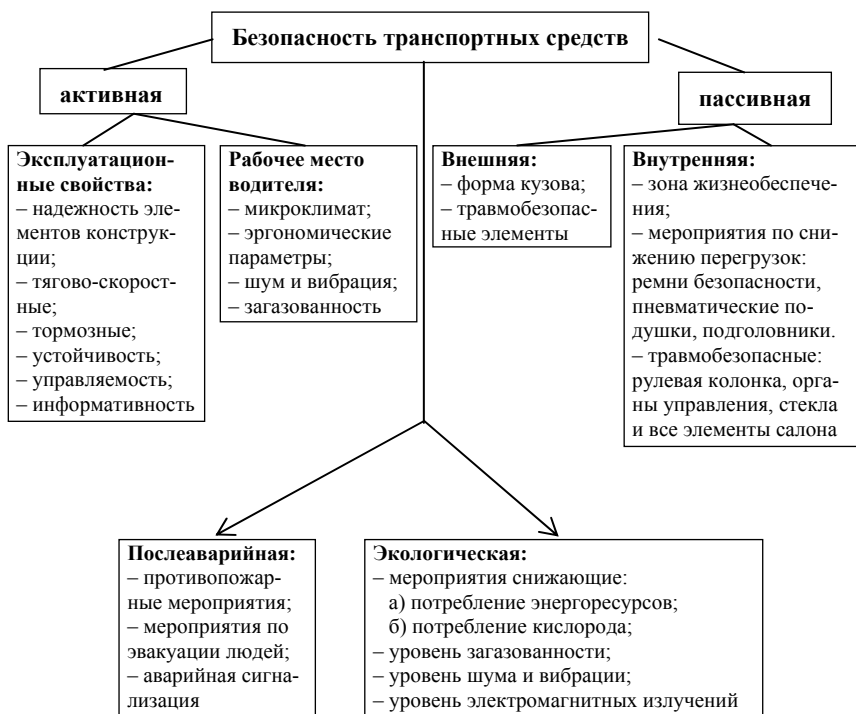 Безопасность транспортных средств
активная
пассивная
Эксплуатацион-
ные свойства:
– надежность эле-
ментов конструк-
ции;
– тягово-скорост-
ные;
– тормозные;
– устойчивость;
– управляемость;
– информативность
Рабочее место
водителя:
– микроклимат;
– эргономические
параметры;
– шум и вибрация;
– загазованность
Внешняя:
– форма кузова;
– травмобезопас-
ные элементы
Внутренняя:
– зона жизнеобеспече-
ния;
– мероприятия по сни-
жению перегрузок:
ремни безопасности,
пневматические по-
душки, подголовники.
– травмобезопасные:
рулевая колонка, орга-
ны управления, стекла
и все элементы салона
Послеаварийная:
– противопожар-
ные мероприятия;
– мероприятия по
эвакуации людей;
– аварийная сигна-
лизация
Экологическая:
– мероприятия снижающие:
а) потребление энергоресурсов;
б) потребление кислорода;
– уровень загазованности;
– уровень шума и вибрации;
– уровень электромагнитных излучений